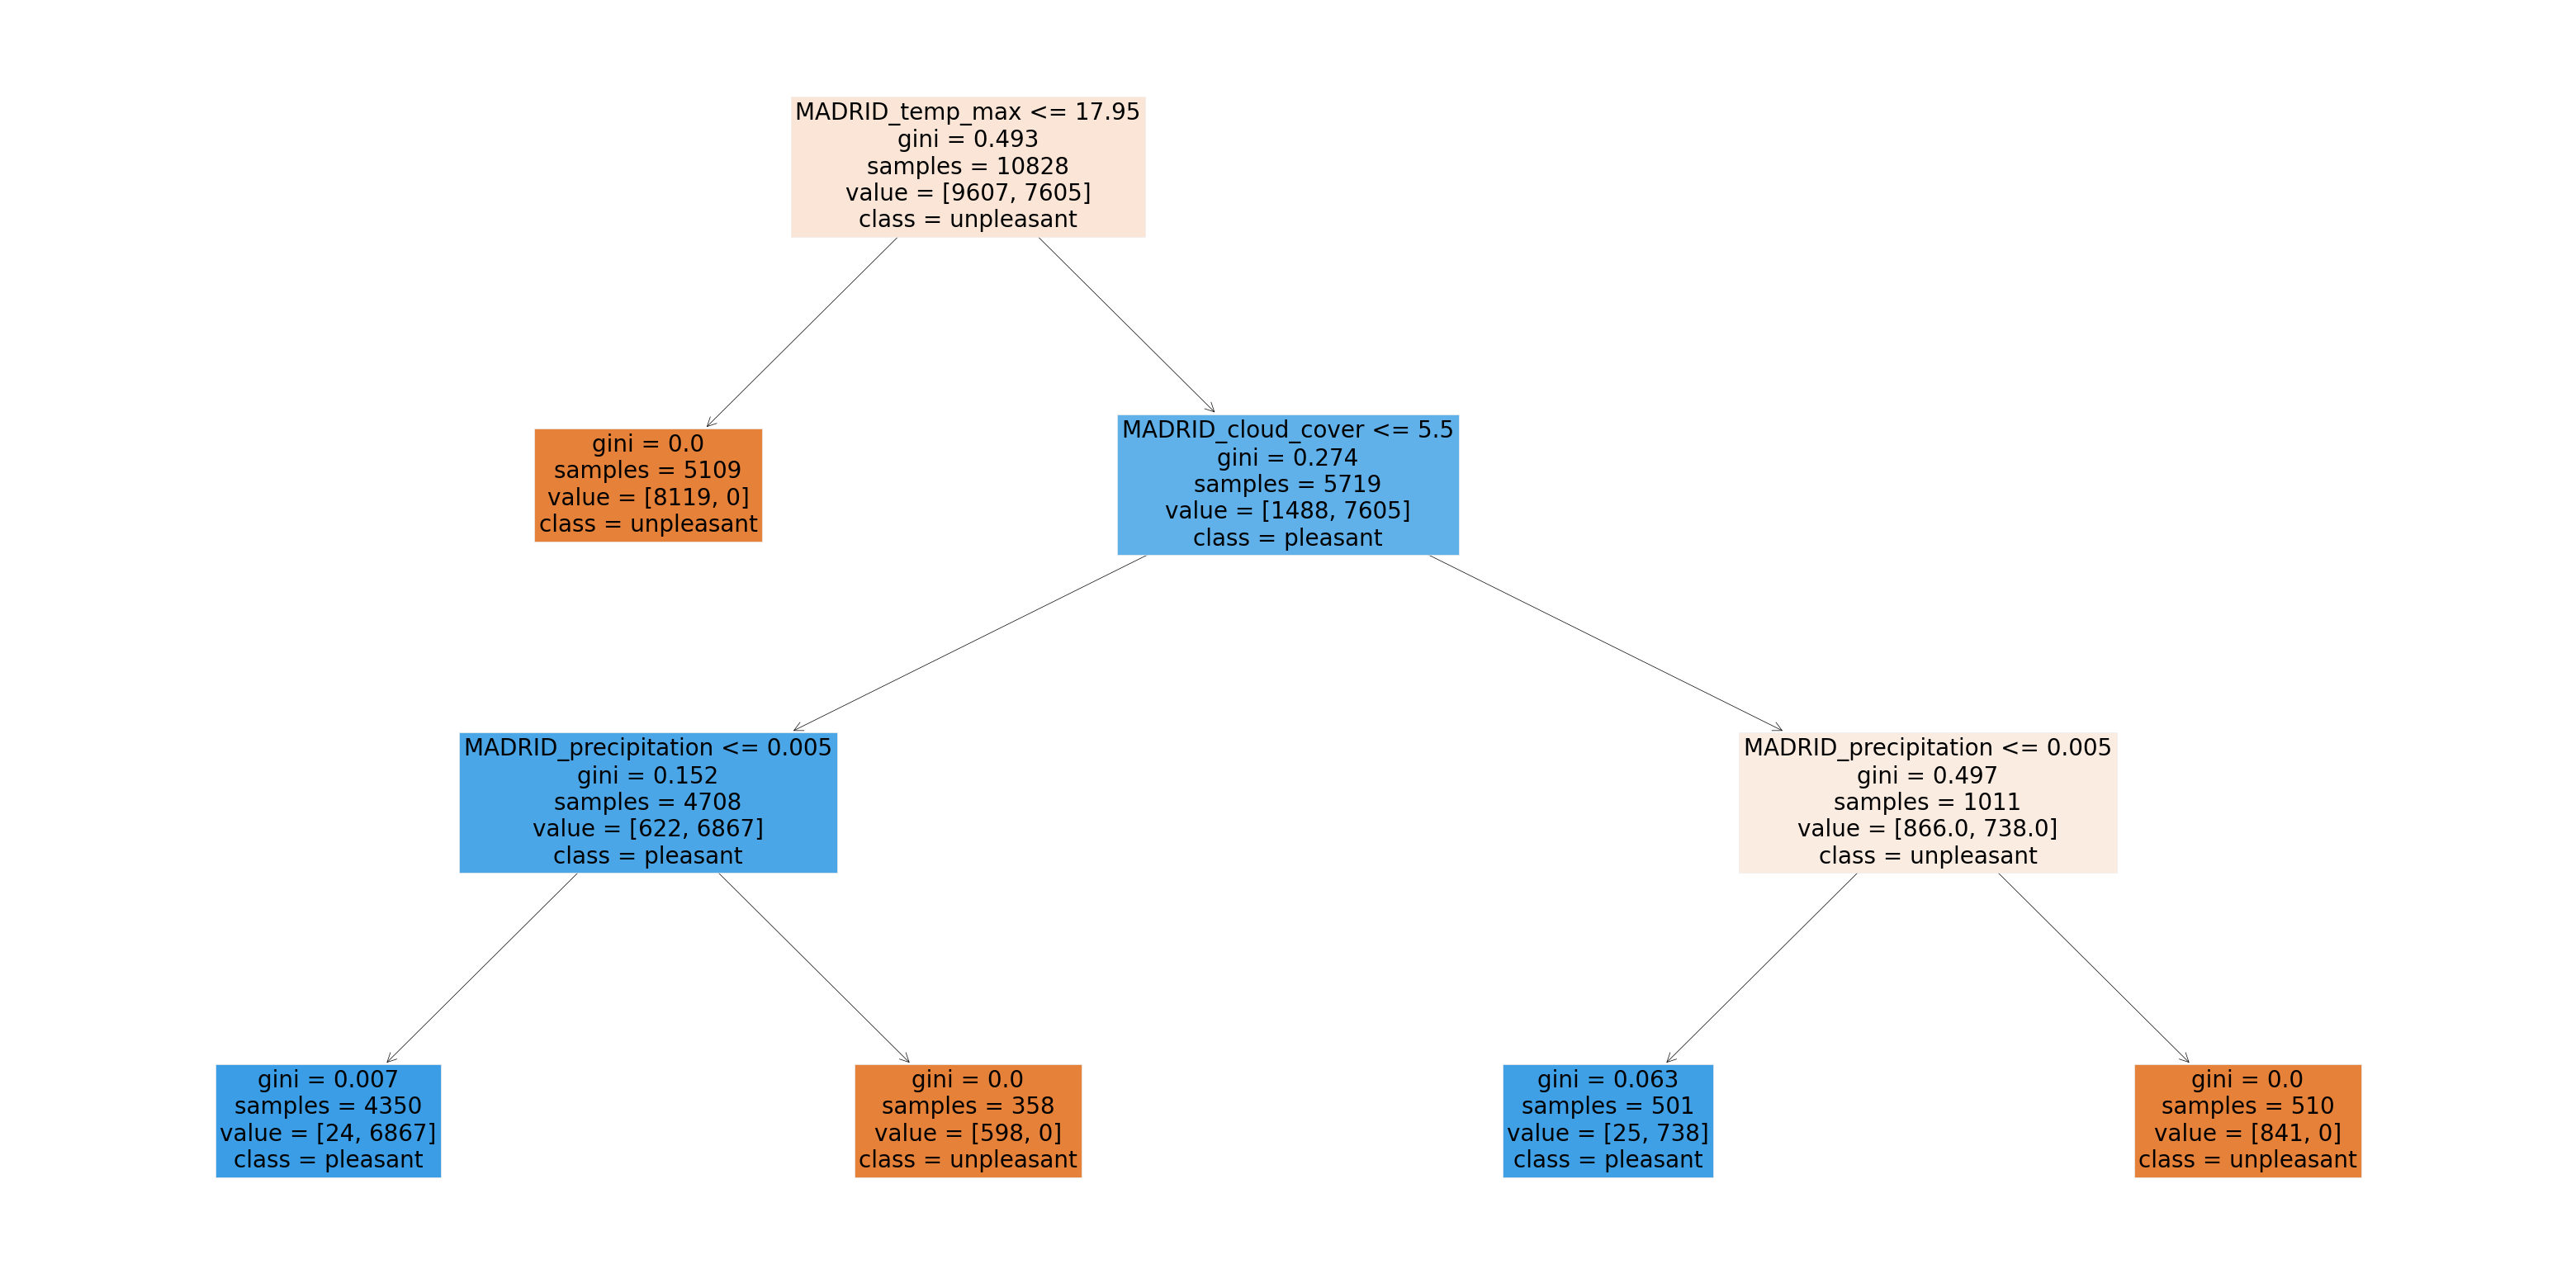 MADRID_temp_max <= 17.95
gini = 0.493
samples = 10828
value = [9607, 7605]
class = unpleasant
gini = 0.0
samples = 5109
value = [8119, 0]
class = unpleasant
MADRID_cloud_cover <= 5.5
gini = 0.274
samples = 5719
value = [1488, 7605]
class = pleasant
MADRID_precipitation <= 0.005
gini = 0.152
samples = 4708
value = [622, 6867]
class = pleasant
MADRID_precipitation <= 0.005
gini = 0.497
samples = 1011
value = [866.0, 738.0]
class = unpleasant
gini = 0.007
samples = 4350
value = [24, 6867]
class = pleasant
gini = 0.0
samples = 358
value = [598, 0]
class = unpleasant
gini = 0.063
samples = 501
value = [25, 738]
class = pleasant
gini = 0.0
samples = 510
value = [841, 0]
class = unpleasant